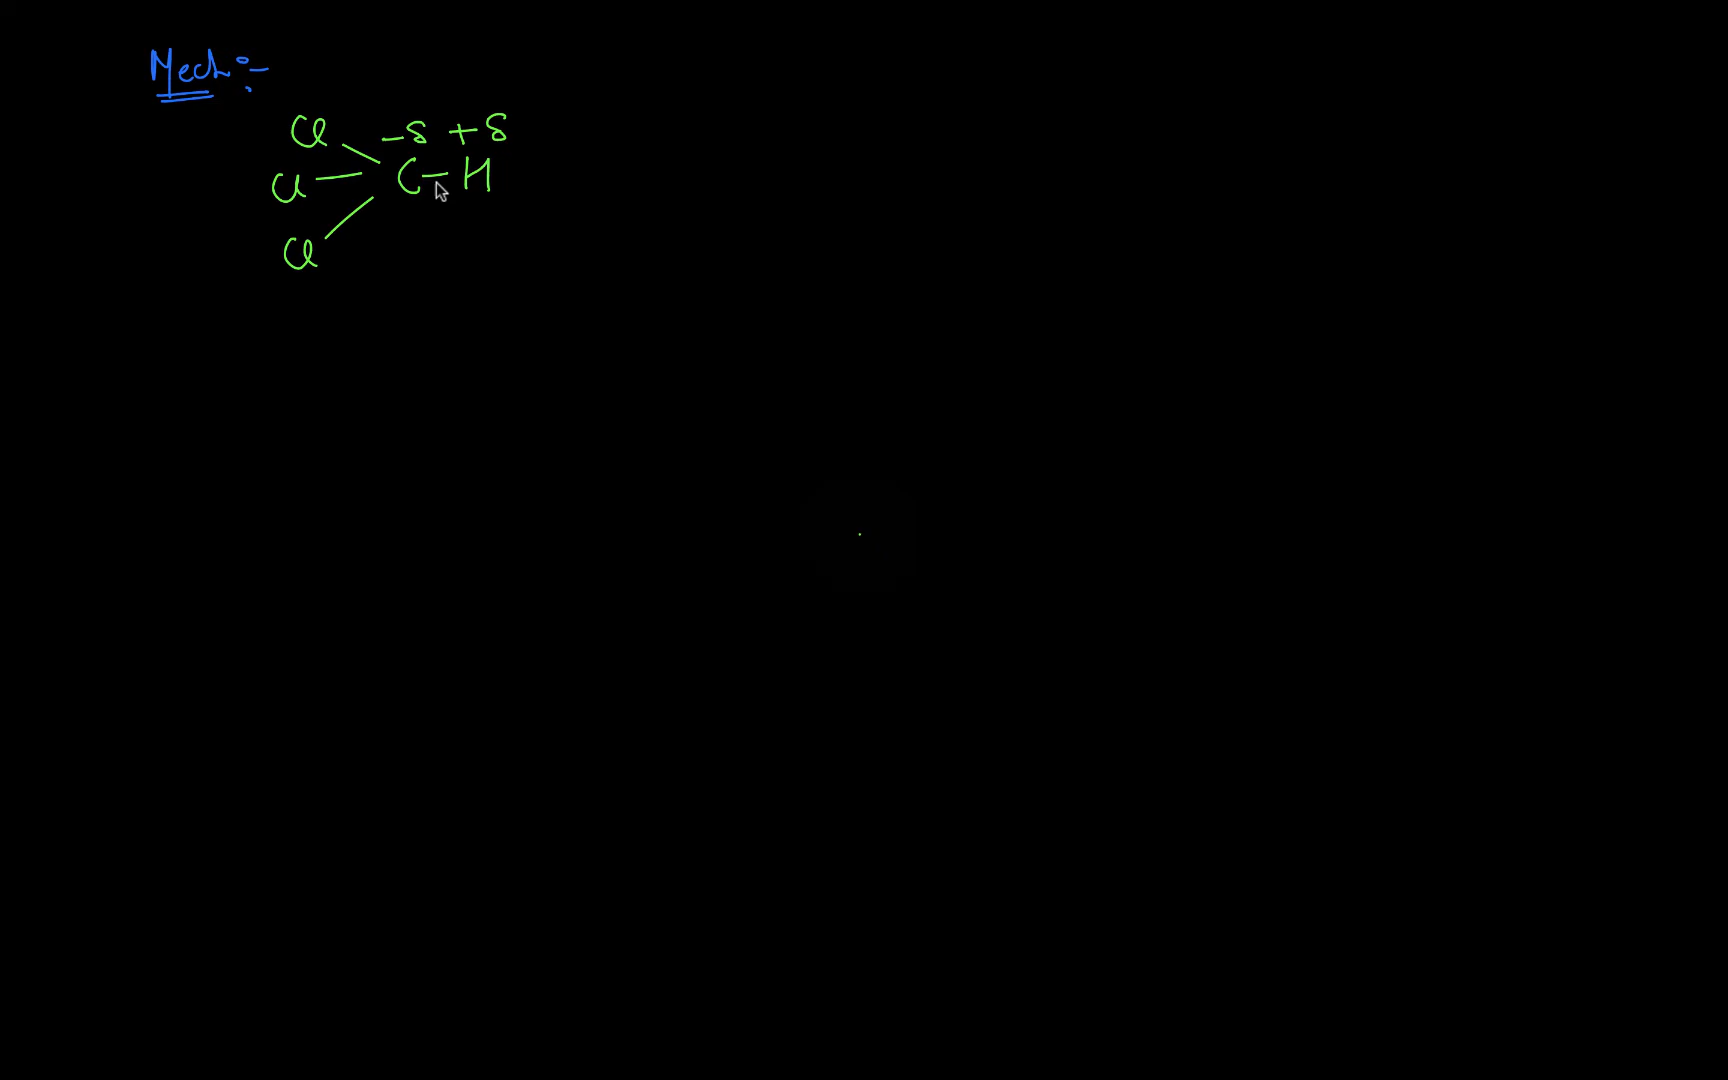 Mech :-
Cl -δ +δ
Cl C-H
Cl